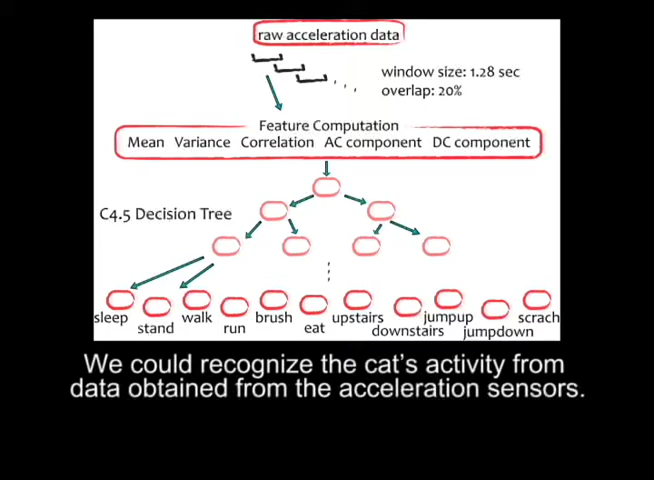 raw acceleration data
window size: 1.28 sec
overlap: 20%
Feature Computation
Mean Variance Correlation AC component DC component
C4.5 Decision Tree
sleep stand walk run brush eat upstairs downstairs jumpup jumpdown scrach
We could recognize the cat's activity from
data obtained from the acceleration sensors.